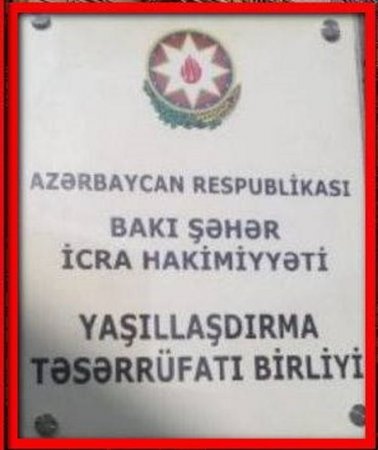 AZƏRBAYCAN RESPUBLİKASI
BAKI ŞƏHƏR
İCRA HAKİMİYYƏTİ
YAŞILLAŞDIRMA
TƏSƏRRÜFATI BİRLİYİ